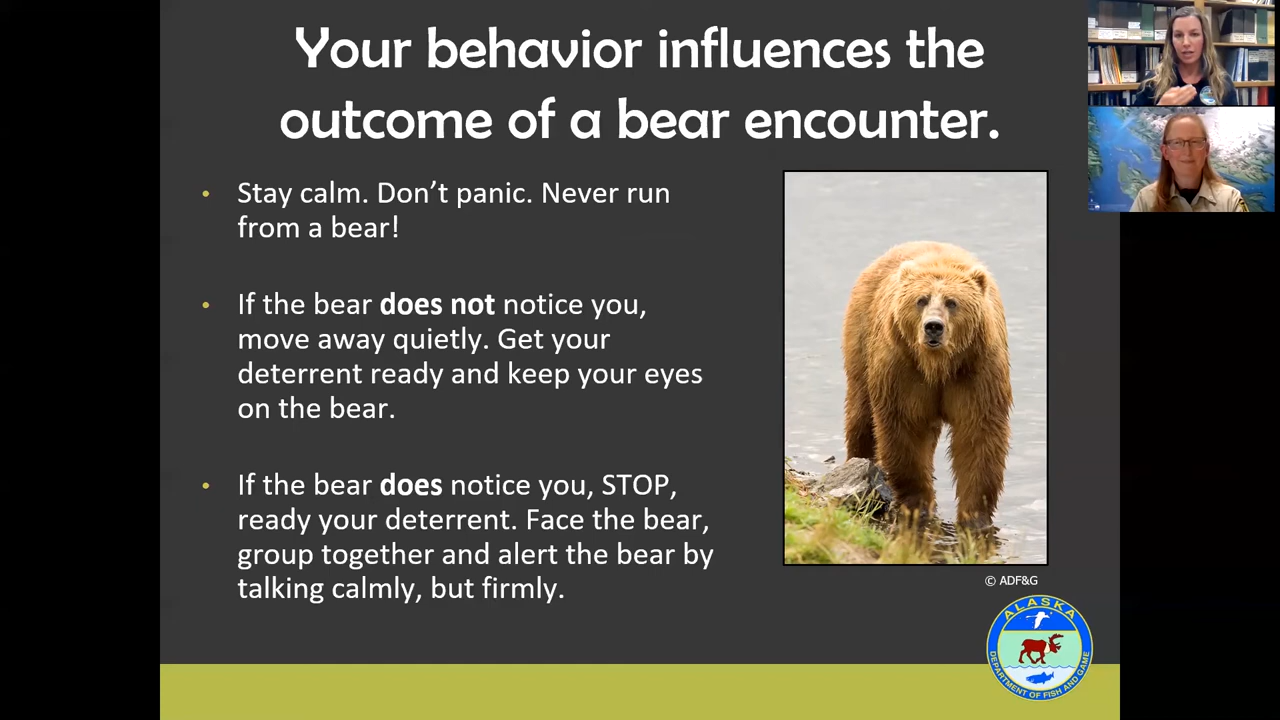 Your behavior influences the
outcome of a bear encounter.
• Stay calm. Don’t panic. Never run
from a bear!
• If the bear does not notice you,
move away quietly. Get your
deterrent ready and keep your eyes
on the bear.
• If the bear does notice you, STOP,
ready your deterrent. Face the bear,
group together and alert the bear by
talking calmly, but firmly.
© ADF&G
ALASKA
DEPARTMENT OF FISH AND GAME